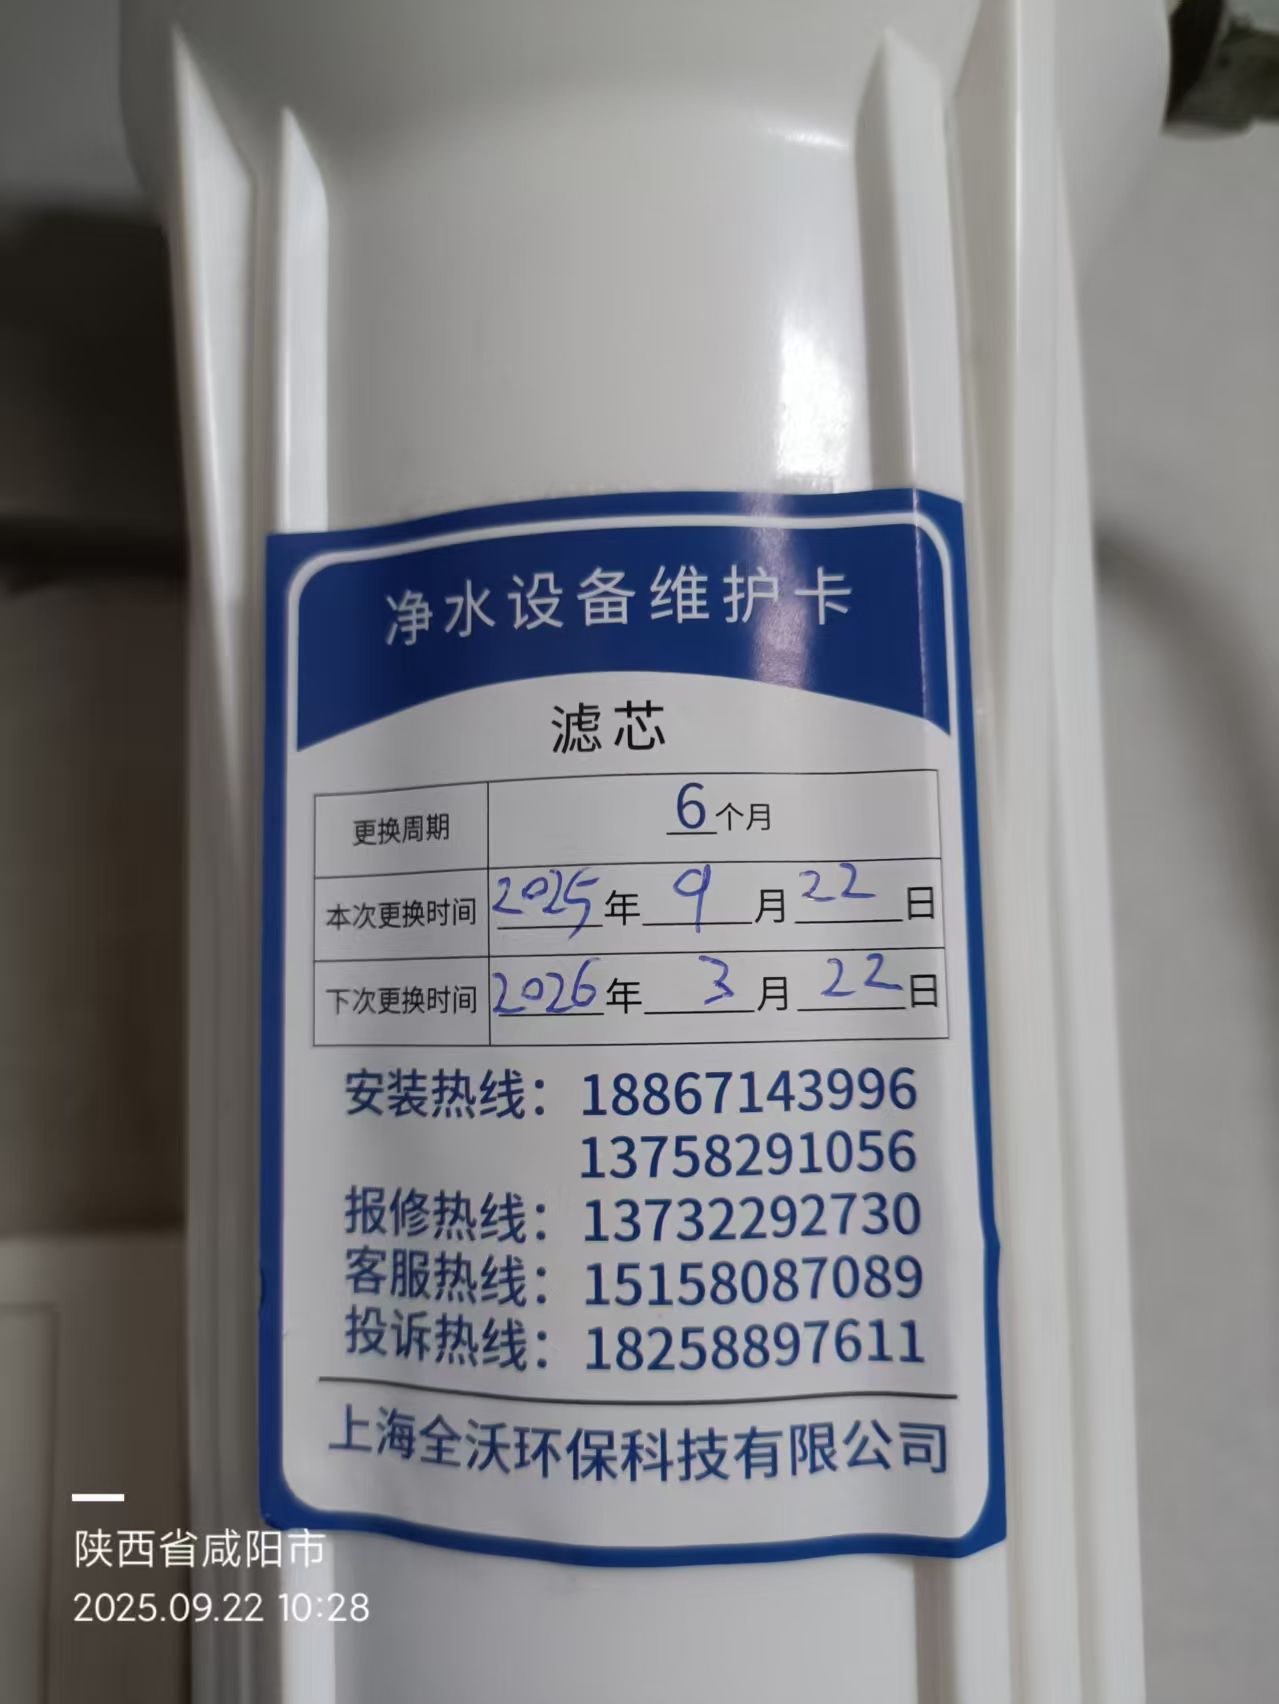 净水设备维护卡
滤芯
更换周期 6个月
本次更换时间 2025年9月22日
下次更换时间 2026年3月22日
安装热线：18867143996
13758291056
报修热线：13732292730
客服热线：15158087089
投诉热线：18258897611
上海全沃环保科技有限公司
陕西省咸阳市
2025.09.22 10:28